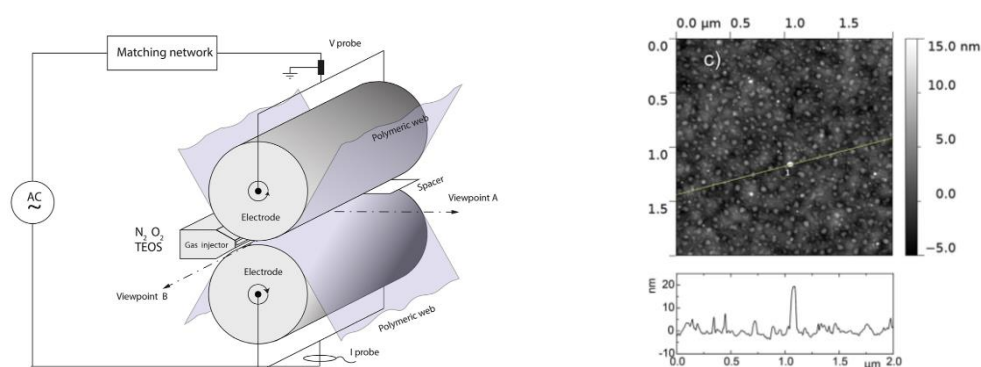 Matching network
V probe
AC
~
Polymeric web
Spacer
Viewpoint A
Electrode
N2 O2
TEOS
Gas injector
Electrode
Viewpoint B
Polymeric web
I probe
0.0 µm 0.5 1.0 1.5
0.0
0.5
1.0
1.5
c)
1
15.0 nm
10.0
5.0
0.0
-5.0
nm
20
10
0
-10
0.0 0.5 1.0 1.5 2.0
µm